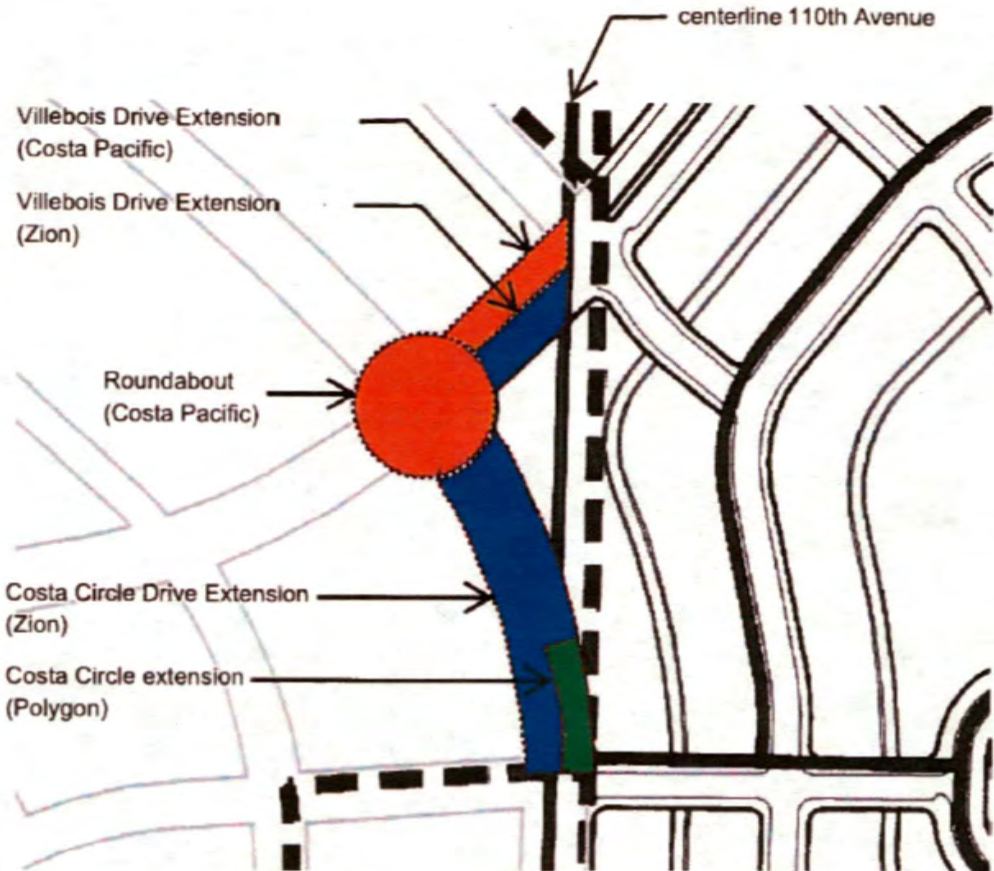 centerline 110th Avenue
Villebois Drive Extension
(Costa Pacific)
Villebois Drive Extension
(Zion)
Roundabout
(Costa Pacific)
Costa Circle Drive Extension
(Zion)
Costa Circle extension
(Polygon)